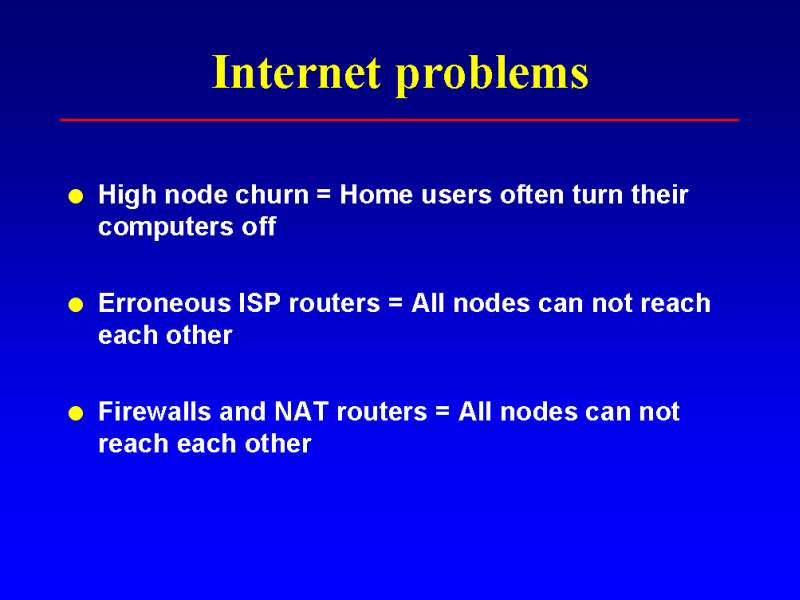 Internet problems
High node churn = Home users often turn their
computers off
Erroneous ISP routers = All nodes can not reach
each other
Firewalls and NAT routers = All nodes can not
reach each other